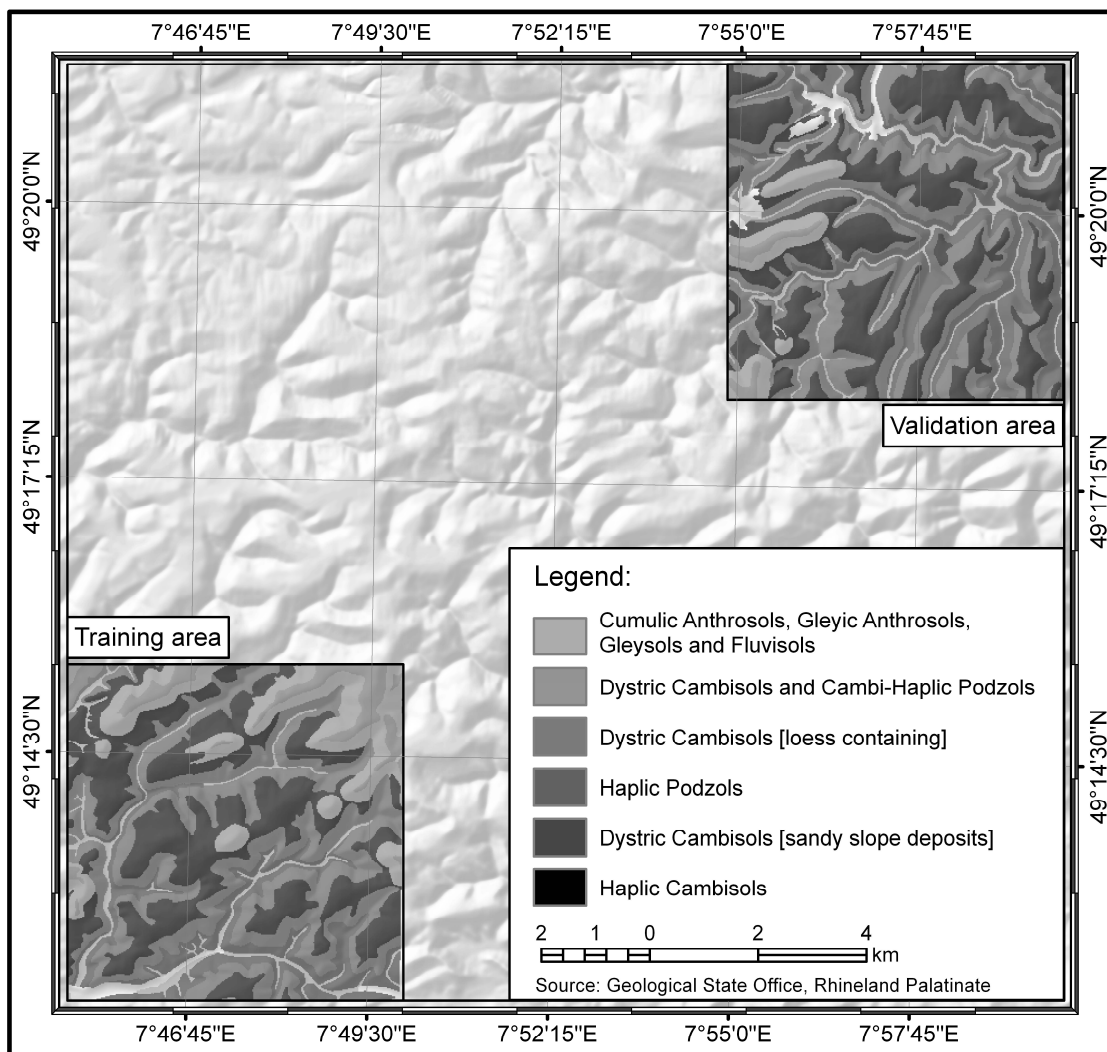 7°46'45"E 7°49'30"E 7°52'15"E 7°55'0"E 7°57'45"E
49°20'0"N
49°20'0"N
Validation area
49°17'15"N
49°17'15"N
Legend:
Cumulic Anthrosols, Gleyic Anthrosols,
Gleysols and Fluvisols
Training area
Dystric Cambisols and Cambi-Haplic Podzols
Dystric Cambisols [loess containing]
49°14'30"N
49°14'30"N
Haplic Podzols
Dystric Cambisols [sandy slope deposits]
Haplic Cambisols
2 1 0 2 4
km
Source: Geological State Office, Rhineland Palatinate
7°46'45"E 7°49'30"E 7°52'15"E 7°55'0"E 7°57'45"E